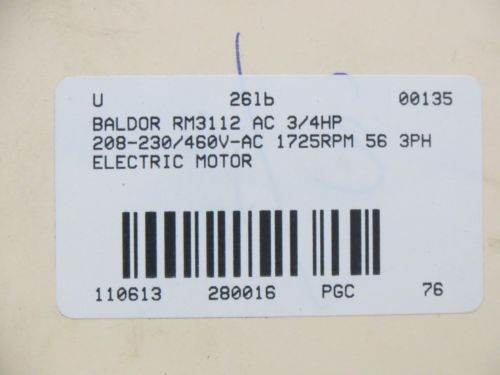 U 26lb 00135
BALDOR RM3112 AC 3/4HP
208-230/460V-AC 1725RPM 56 3PH
ELECTRIC MOTOR
110613 280016 PGC 76